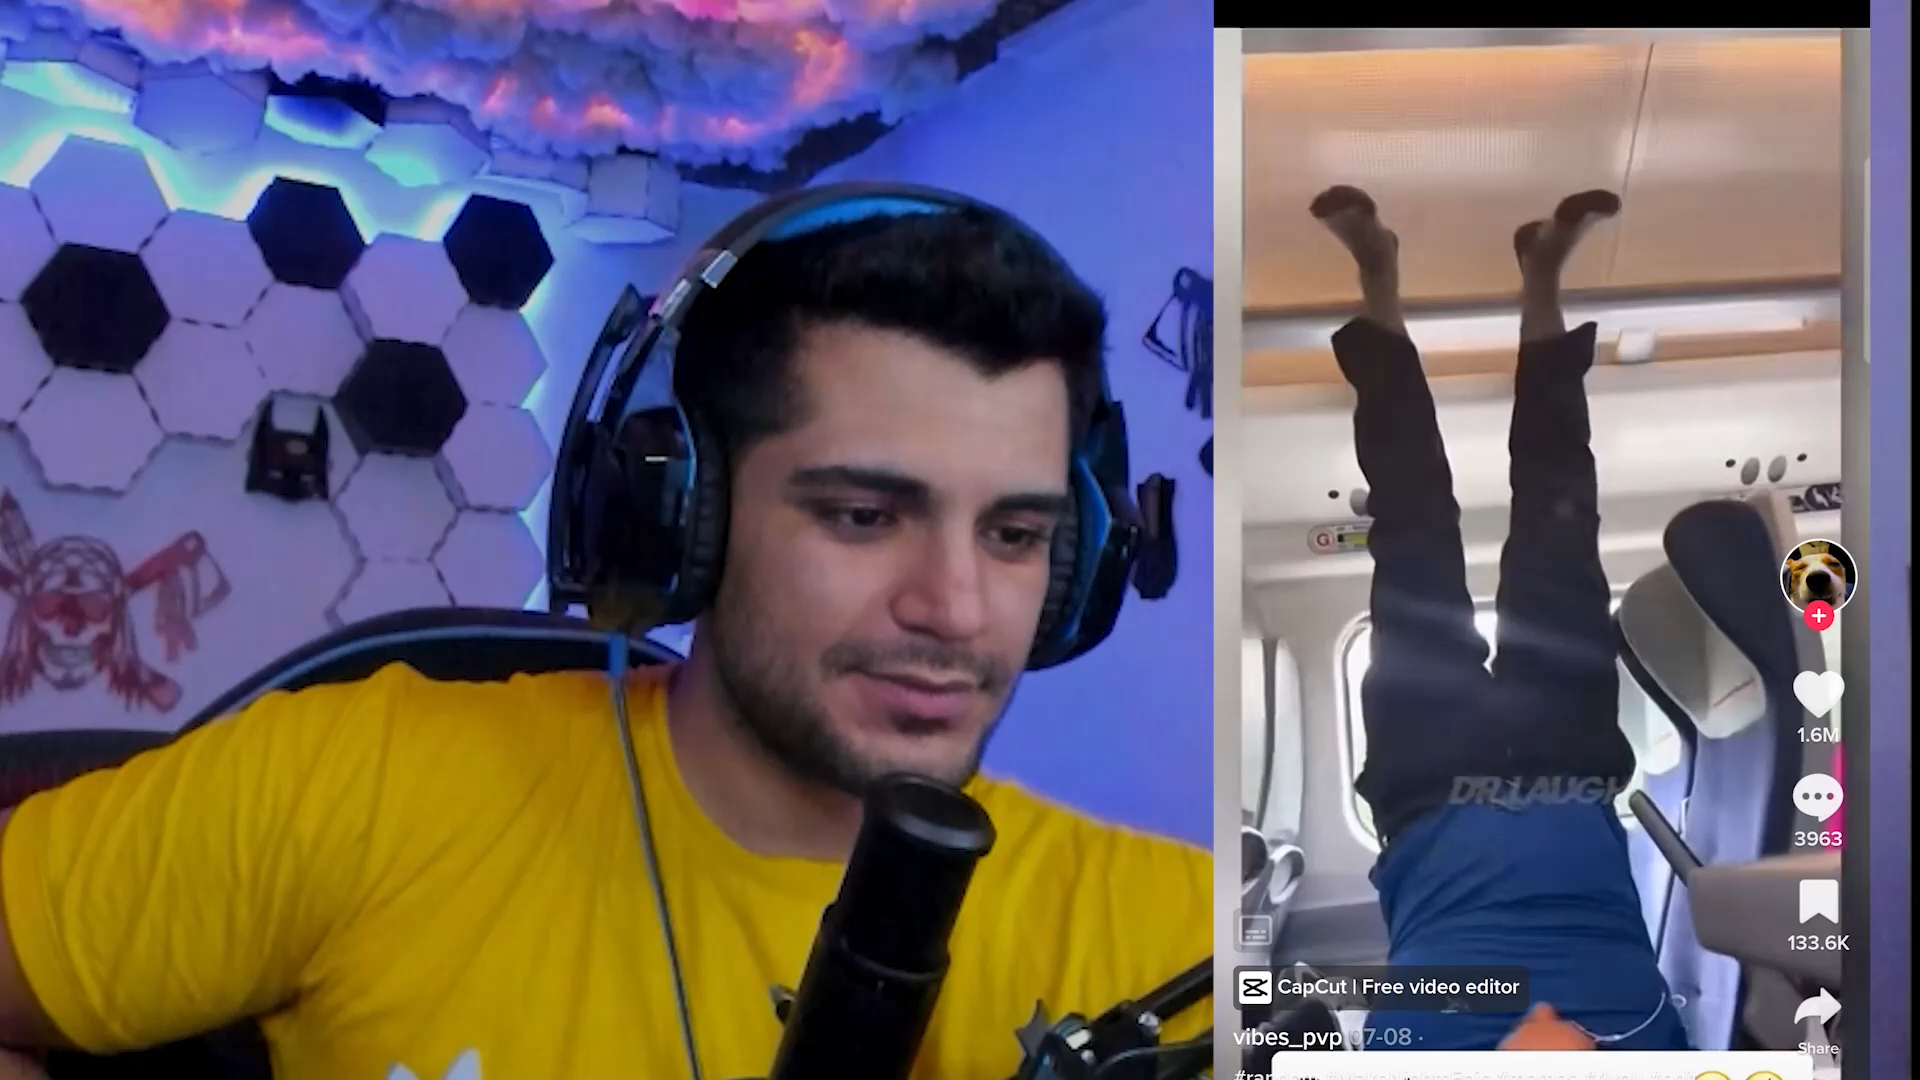 G
DR.LAUGH
1.6M
3963
133.6K
CapCut | Free video editor
vibes_pvp 07-08 ·
Share